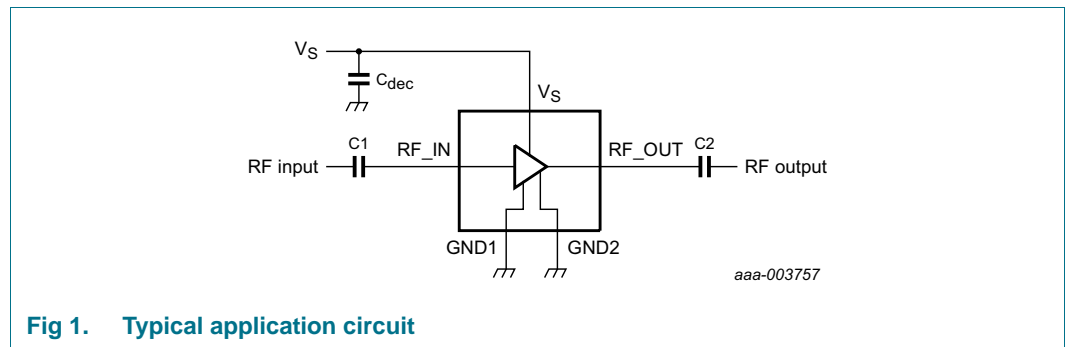 VS
Cdec
VS
C1
RF_IN
RF_OUT
C2
RF input
RF output
GND1
GND2
aaa-003757
Fig 1. Typical application circuit